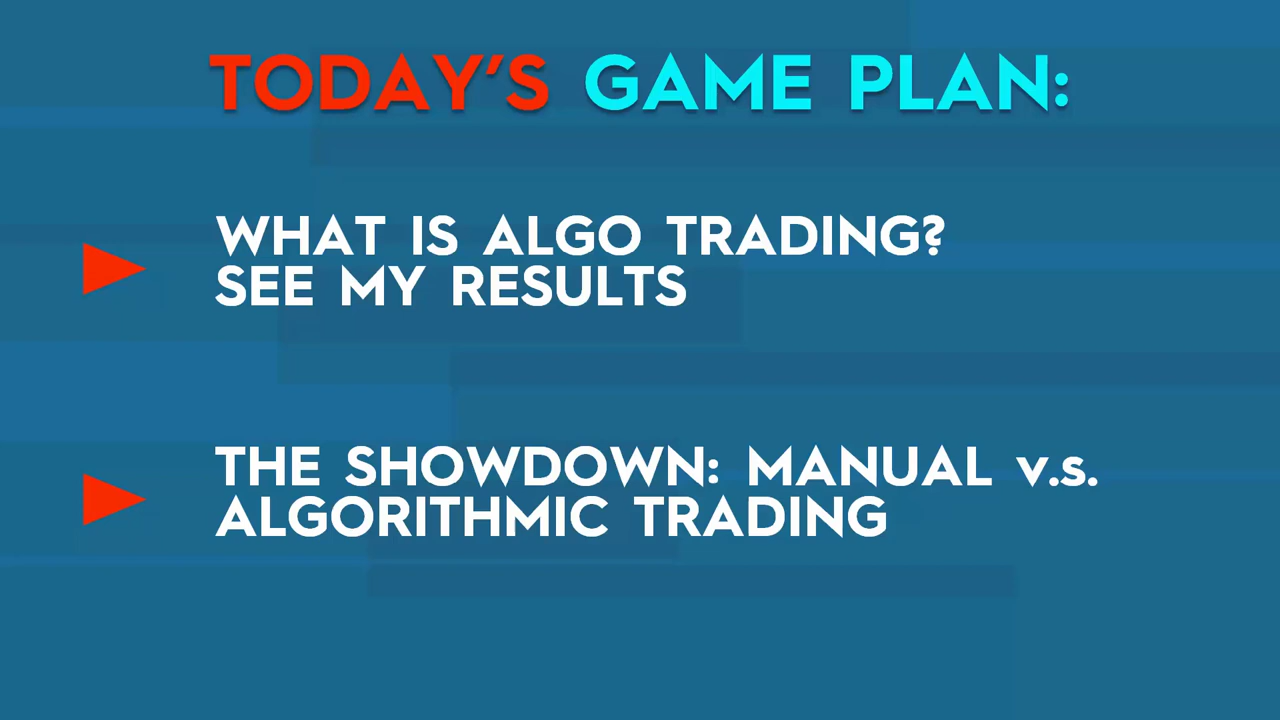 TODAY'S GAME PLAN:
WHAT IS ALGO TRADING?
SEE MY RESULTS
THE SHOWDOWN: MANUAL v.s.
ALGORITHMIC TRADING